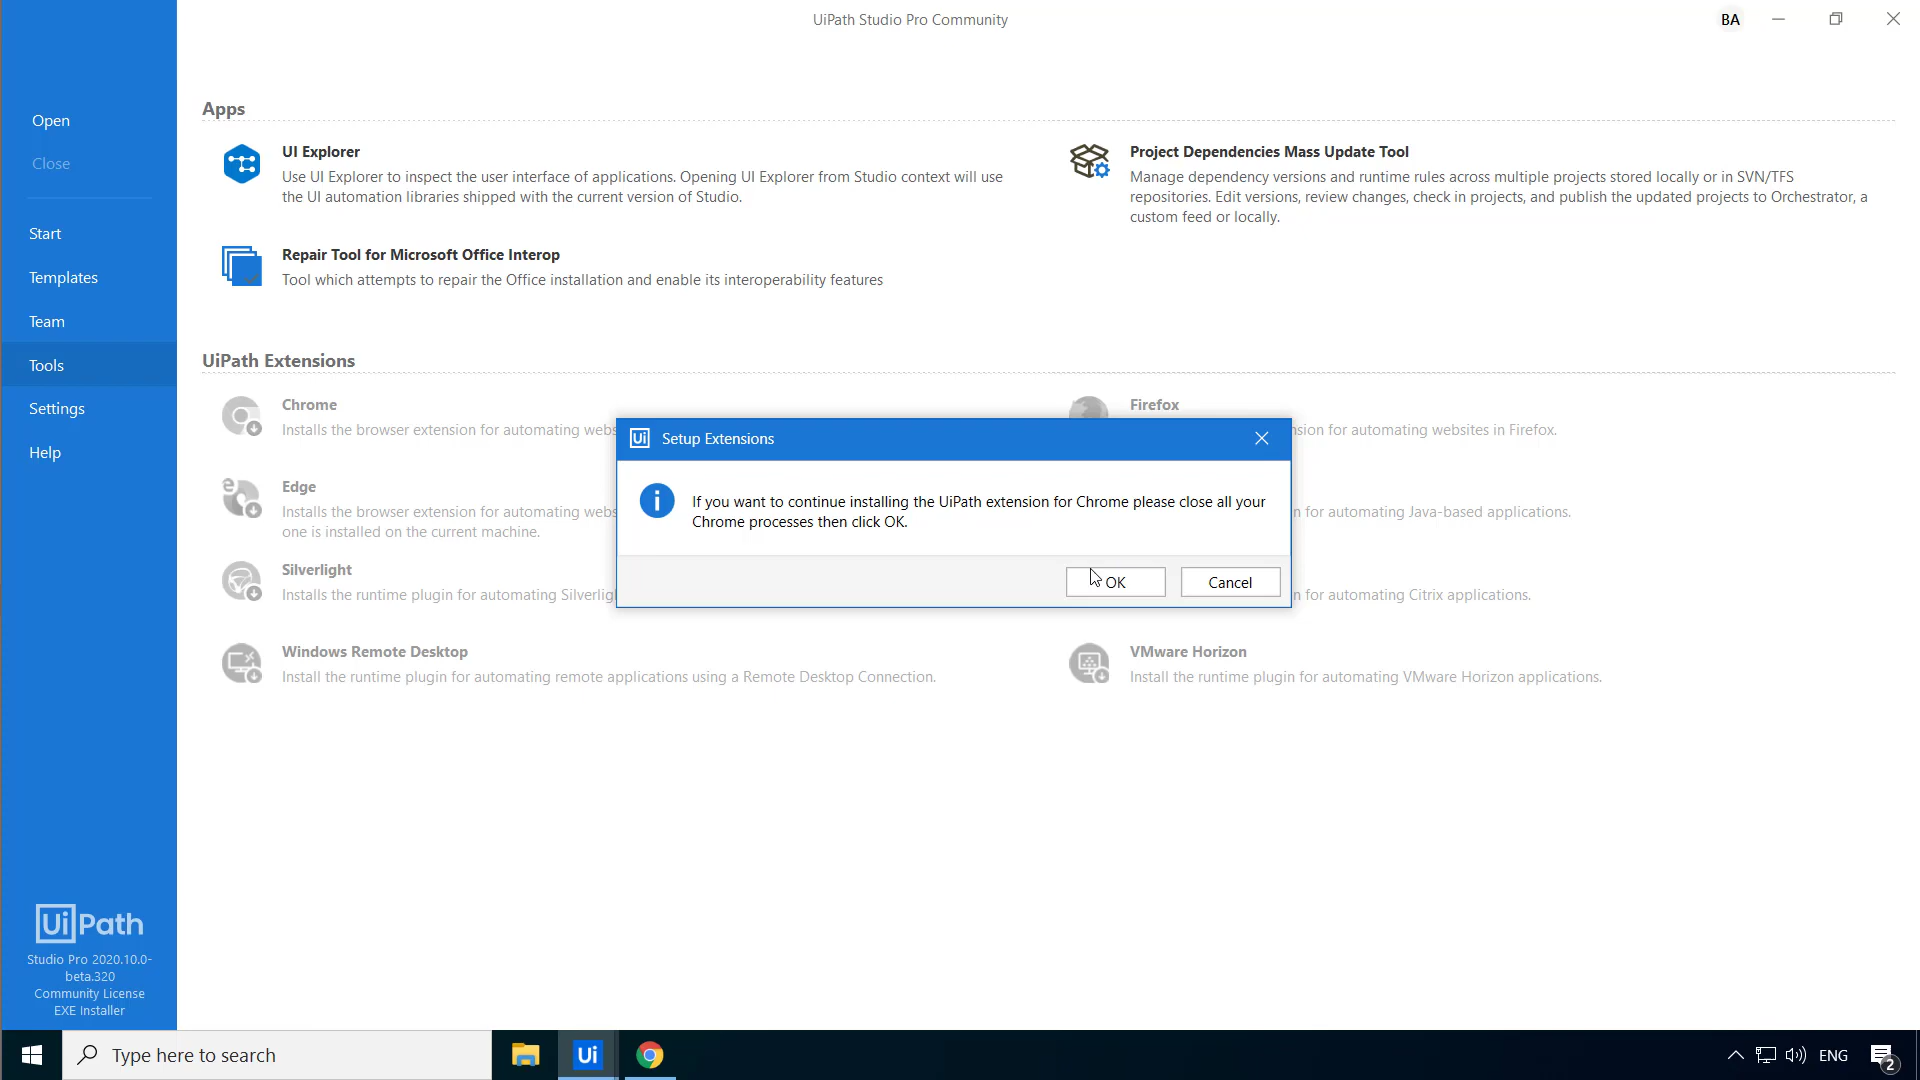 UiPath Studio Pro Community
BA
Open
Close
Start
Templates
Team
Tools
Settings
Help
Apps
UI Explorer
Use UI Explorer to inspect the user interface of applications. Opening UI Explorer from Studio context will use
the UI automation libraries shipped with the current version of Studio.
Project Dependencies Mass Update Tool
Manage dependency versions and runtime rules across multiple projects stored locally or in SVN/TFS
repositories. Edit versions, review changes, check in projects, and publish the updated projects to Orchestrator, a
custom feed or locally.
Repair Tool for Microsoft Office Interop
Tool which attempts to repair the Office installation and enable its interoperability features
UiPath Extensions
Chrome
Installs the browser extension for automating webs
Firefox
sion for automating websites in Firefox.
Edge
Installs the browser extension for automating webs
one is installed on the current machine.
n for automating Java-based applications.
Silverlight
Installs the runtime plugin for automating Silverlig
n for automating Citrix applications.
Windows Remote Desktop
Install the runtime plugin for automating remote applications using a Remote Desktop Connection.
VMware Horizon
Install the runtime plugin for automating VMware Horizon applications.
Ui Setup Extensions
If you want to continue installing the UiPath extension for Chrome please close all your
Chrome processes then click OK.
OK
Cancel
UiPath
Studio Pro 2020.10.0-
beta.320
Community License
EXE Installer
Type here to search
Ui
ENG
2